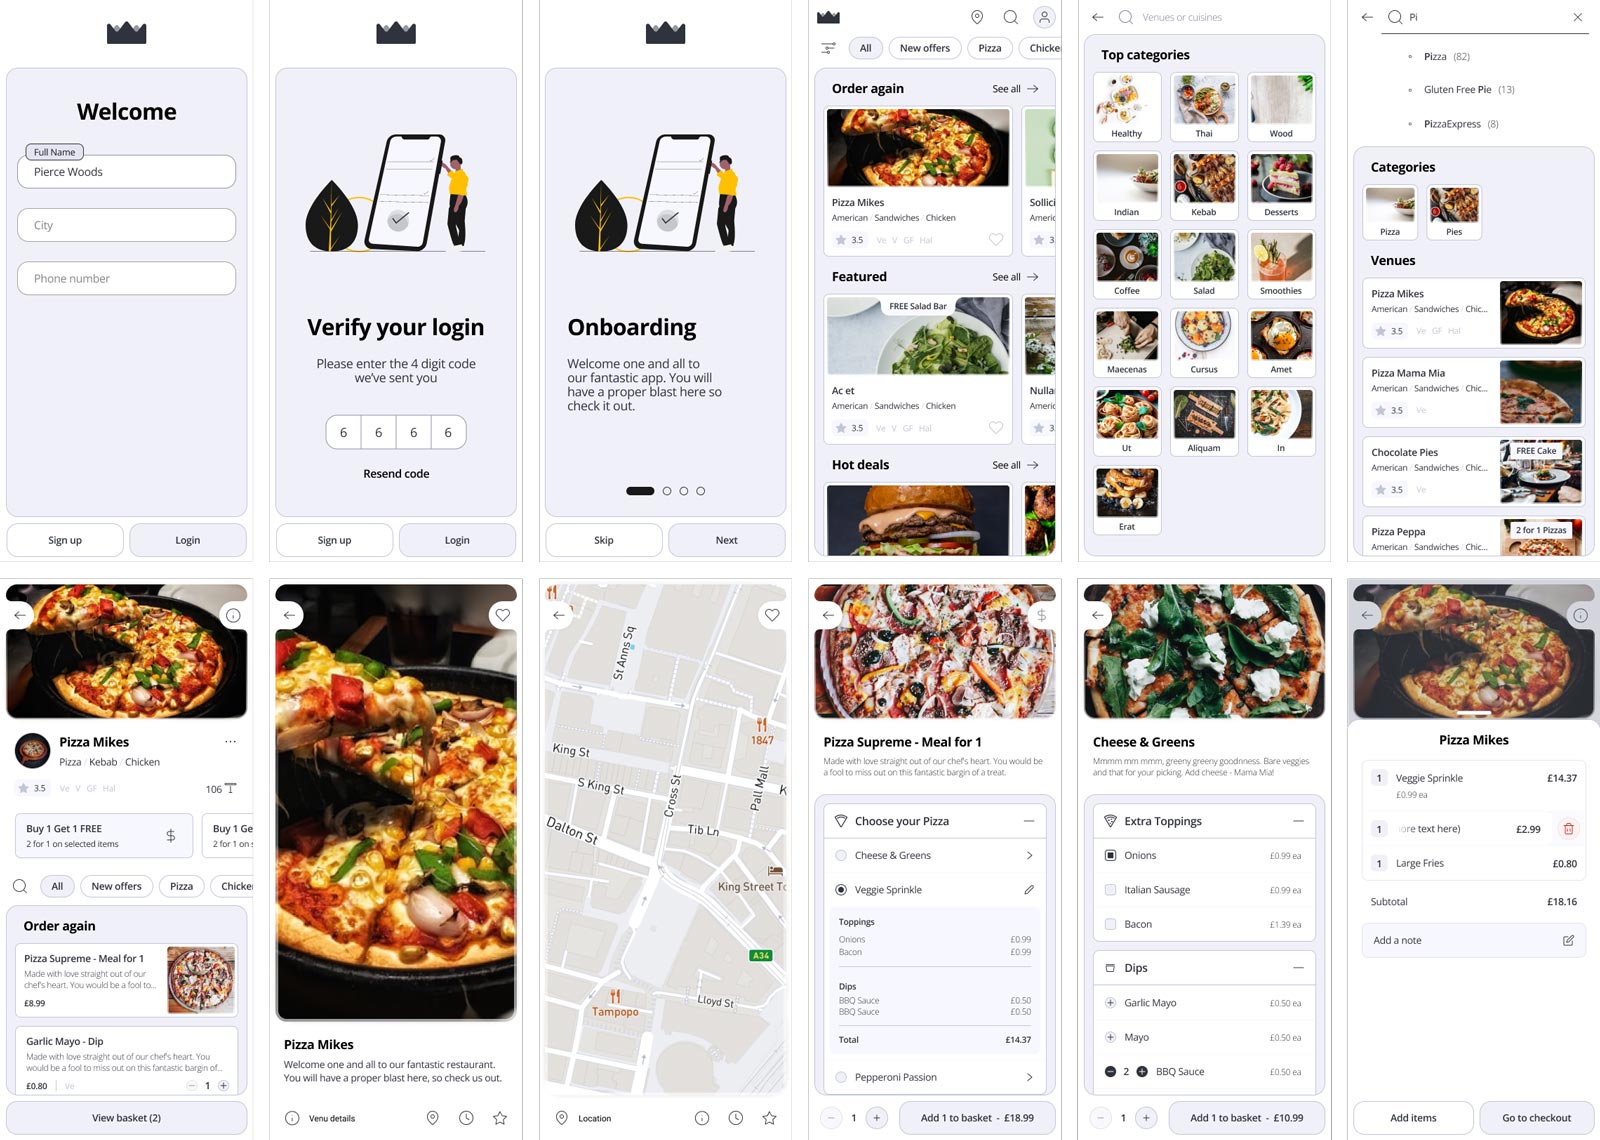 Welcome
Full Name
Pierce Woods
City
Phone number
Sign up
Login
Verify your login
Please enter the 4 digit code
we've sent you
6 6 6 6
Resend code
Sign up
Login
Onboarding
Welcome one and all to
our fantastic app. You will
have a proper blast here so
check it out.
Skip
Next
All
New offers
Pizza
Chicke
Order again
See all
Pizza Mikes
American / Sandwiches / Chicken
3.5 Ve V GF Hal
Sollici
Americ
3.
Featured
See all
FREE Salad Bar
Ac et
American / Sandwiches / Chicken
3.5 Ve V GF Hal
Nulla
Americ
3.
Hot deals
See all
Venues or cuisines
Top categories
Healthy
Thai
Wood
Indian
Kebab
Desserts
Coffee
Salad
Smoothies
Maecenas
Cursus
Amet
Ut
Aliquam
In
Erat
Pi
Pizza (82)
Gluten Free Pie (13)
PizzaExpress (8)
Categories
Pizza
Pies
Venues
Pizza Mikes
American / Sandwiches / Chic...
3.5 Ve GF Hal
Pizza Mama Mia
American / Sandwiches / Chic...
3.5 Ve
Chocolate Pies
American / Sandwiches / Chic...
3.5 Ve
FREE Cake
Pizza Peppa
American / Sandwiches / Chic...
2 for 1 Pizzas
Pizza Mikes
Pizza / Kebab / Chicken
3.5 Ve V GF Hal
106
Buy 1 Get 1 FREE
2 for 1 on selected items
$
Buy 1 Ge
2 for 1 on s
All
New offers
Pizza
Chicke
Order again
Pizza Supreme - Meal for 1
Made with love straight out of our
chef's heart. You would be a fool to...
£8.99
Garlic Mayo - Dip
Made with love straight out of our chef's heart. You
would be a fool to miss out on this fantastic bargin of...
£0.80
Ve
1
View basket (2)
Pizza Mikes
Welcome one and all to our fantastic restaurant.
You will have a proper blast here, so check us out.
Venu details
St Anns Sq
1847
King St
S King St
Cross St
Pall Mall
K
Dalton St
Tib Ln
King Street To
A34
Lloyd St
Tampopo
Location
$
Pizza Supreme - Meal for 1
Made with love straight out of our chef's heart. You would be
a fool to miss out on this fantastic bargin of a treat.
Choose your Pizza
Cheese & Greens
Veggie Sprinkle
Toppings
Onions £0.99
Bacon £0.99
Dips
BBQ Sauce £0.50
BBQ Sauce £0.50
Total £14.37
Pepperoni Passion
1
Add 1 to basket - £18.99
Cheese & Greens
Mmmm mm mmm, greeny greeny goodnness. Bare veggies
and that for your picking. Add cheese - Mama Mia!
Extra Toppings
Onions £0.99 ea
Italian Sausage £0.99 ea
Bacon £1.39 ea
Dips
Garlic Mayo £0.50 ea
Mayo £0.50 ea
2 BBQ Sauce £0.50 ea
1
Add 1 to basket - £10.99
Pizza Mikes
1 Veggie Sprinkle £14.37
£0.99 ea
1 ore text here) £2.99
1 Large Fries £0.80
Subtotal £18.16
Add a note
Add items
Go to checkout